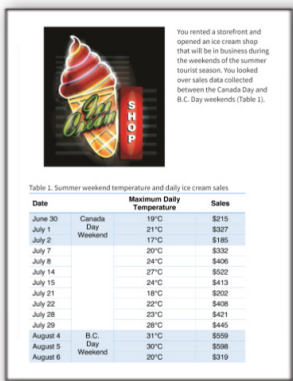 You rented a storefront and
opened an ice cream shop
that will be in business during
the weekends of the summer
tourist season. You looked
over sales data collected
between the Canada Day and
B.C. Day weekends (Table 1).
Ice
Cream
SHOP
Table 1. Summer weekend temperature and daily ice cream sales
Date Maximum Daily Temperature Sales
June 30 Canada Day Weekend 19°C $215
July 1 21°C $327
July 2 17°C $185
July 7 20°C $332
July 8 24°C $406
July 14 27°C $522
July 15 24°C $413
July 21 18°C $202
July 22 22°C $408
July 28 23°C $421
July 29 28°C $445
August 4 B.C. Day Weekend 31°C $559
August 5 30°C $598
August 6 20°C $319